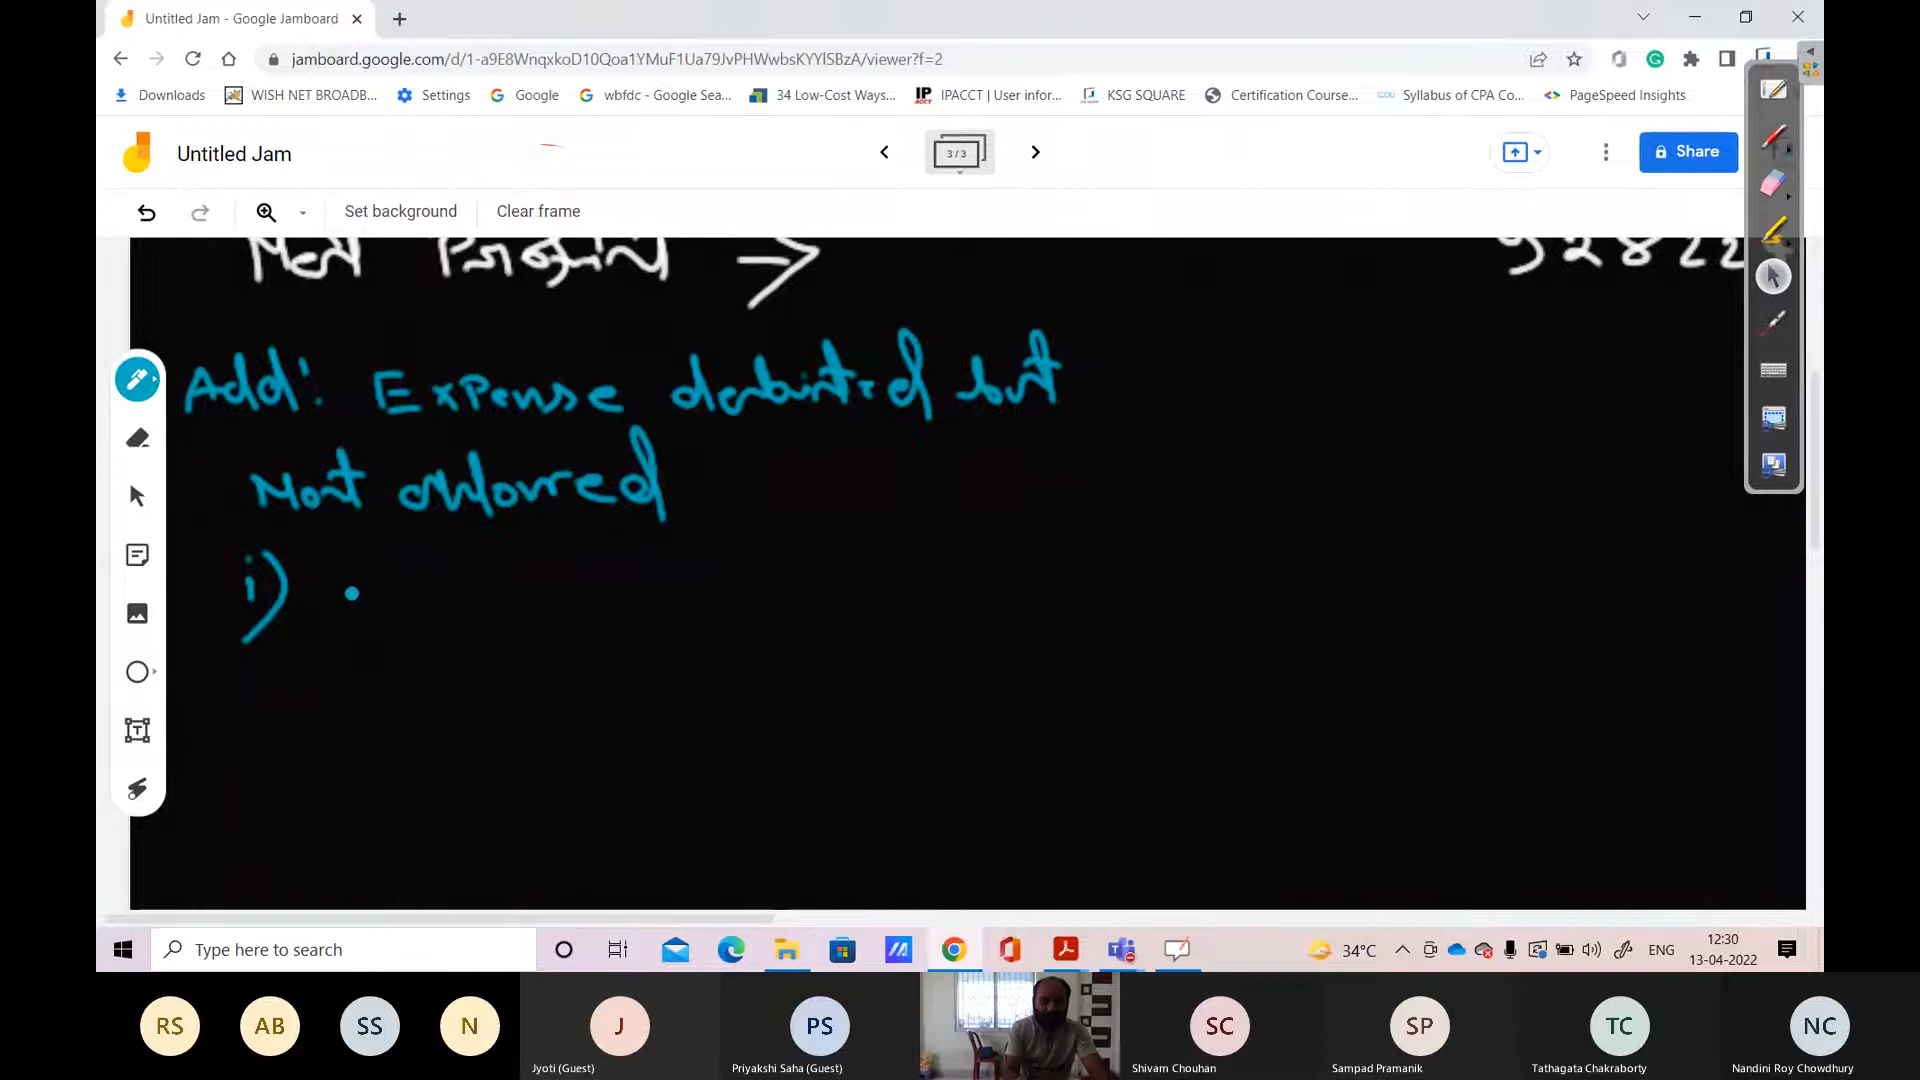 Untitled Jam - Google Jamboard
jamboard.google.com/d/1-a9E8WnqxkoD10Qoa1YMuF1Ua79JvPHWwbsKYYlSBzA/viewer?f=2
Downloads WISH NET BROADB... Settings Google wbfdc - Google Sea... 34 Low-Cost Ways... IPACCT | User infor... KSG SQUARE Certification Course... Syllabus of CPA Co... PageSpeed Insights
Untitled Jam 3 / 3 Share
Set background Clear frame
Net Profit → 92822
Add: Expense debited but
Not allowed
i)
Type here to search 34°C ENG 12:30
13-04-2022
RS AB SS N J PS SC SP TC NC
Jyoti (Guest) Priyakshi Saha (Guest) Shivam Chouhan Sampad Pramanik Tathagata Chakraborty Nandini Roy Chowdhury